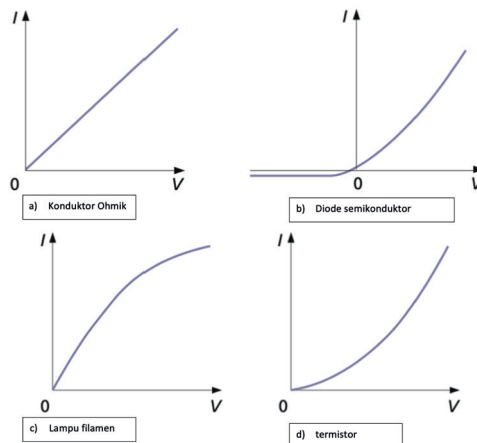 I
0
V
a) Konduktor Ohmik
I
0
V
b) Diode semikonduktor
I
0
V
c) Lampu filamen
I
0
V
d) termistor